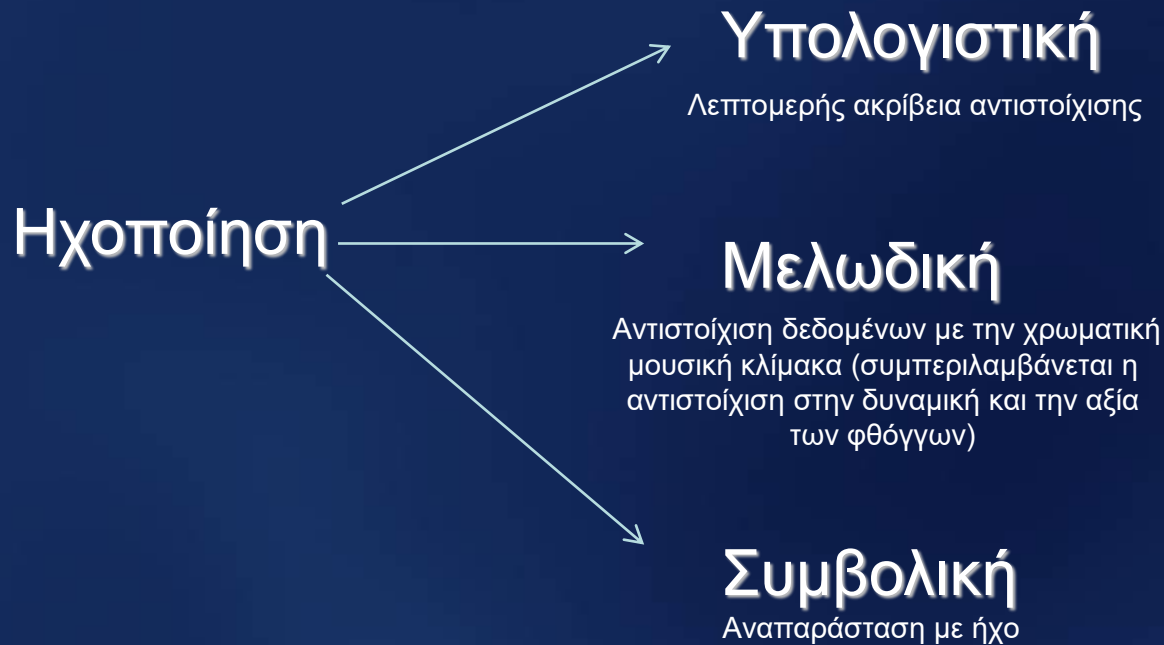 Υπολογιστική
Λεπτομερής ακρίβεια αντιστοίχισης
Ηχοποίηση
Μελωδική
Αντιστοίχιση δεδομένων με την χρωματική
μουσική κλίμακα (συμπεριλαμβάνεται η
αντιστοίχιση στην δυναμική και την αξία
των φθόγγων)
Συμβολική
Αναπαράσταση με ήχο